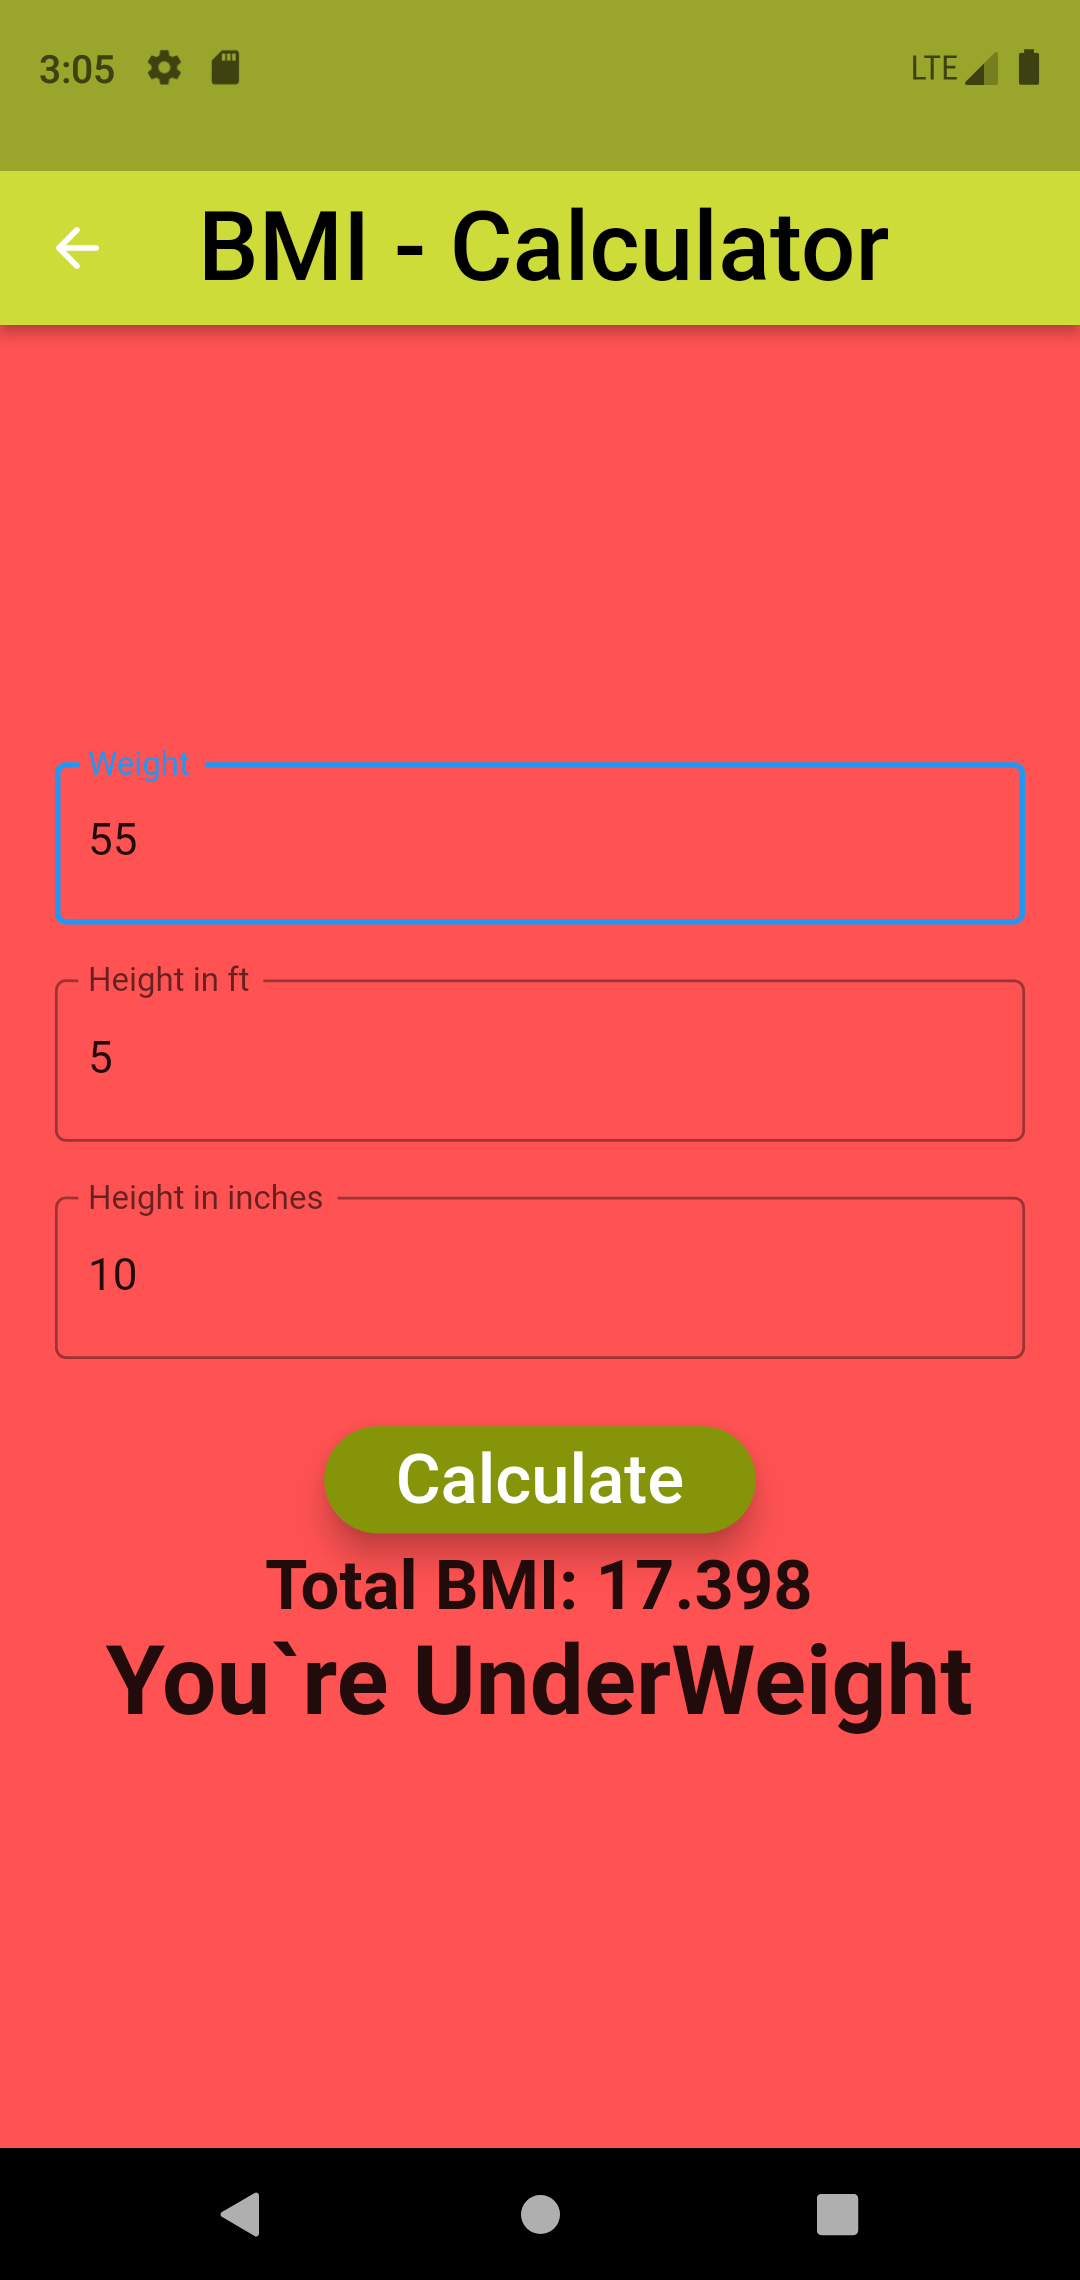 3:05 LTE
BMI - Calculator
Weight
55
Height in ft
5
Height in inches
10
Calculate
Total BMI: 17.398
You`re UnderWeight